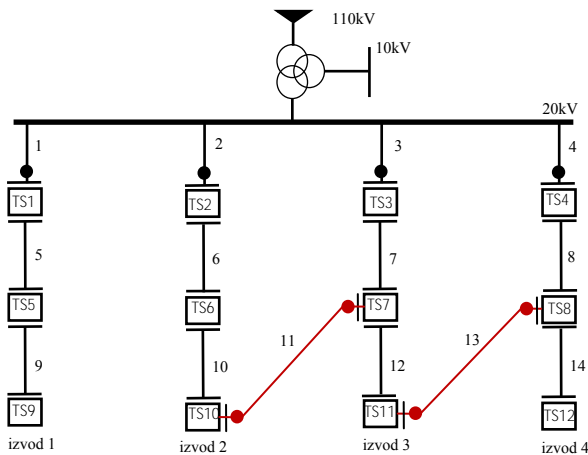 110kV
10kV
20kV
1
2
3
4
TS1
TS2
TS3
TS4
5
6
7
8
TS5
TS6
TS7
TS8
9
10
11
12
13
14
TS9
TS10
TS11
TS12
izvod 1
izvod 2
izvod 3
izvod 4